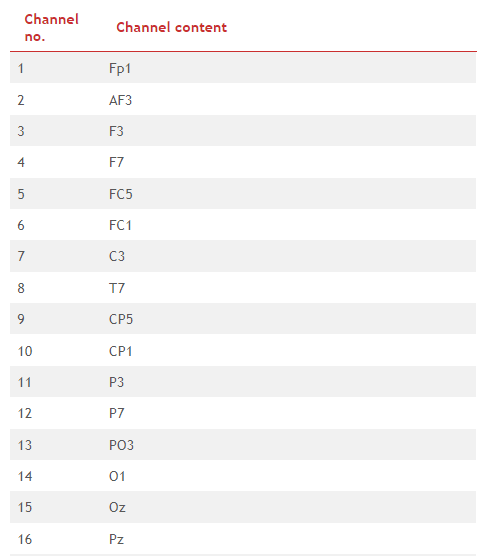 Channel no. Channel content
1 Fp1
2 AF3
3 F3
4 F7
5 FC5
6 FC1
7 C3
8 T7
9 CP5
10 CP1
11 P3
12 P7
13 PO3
14 O1
15 Oz
16 Pz